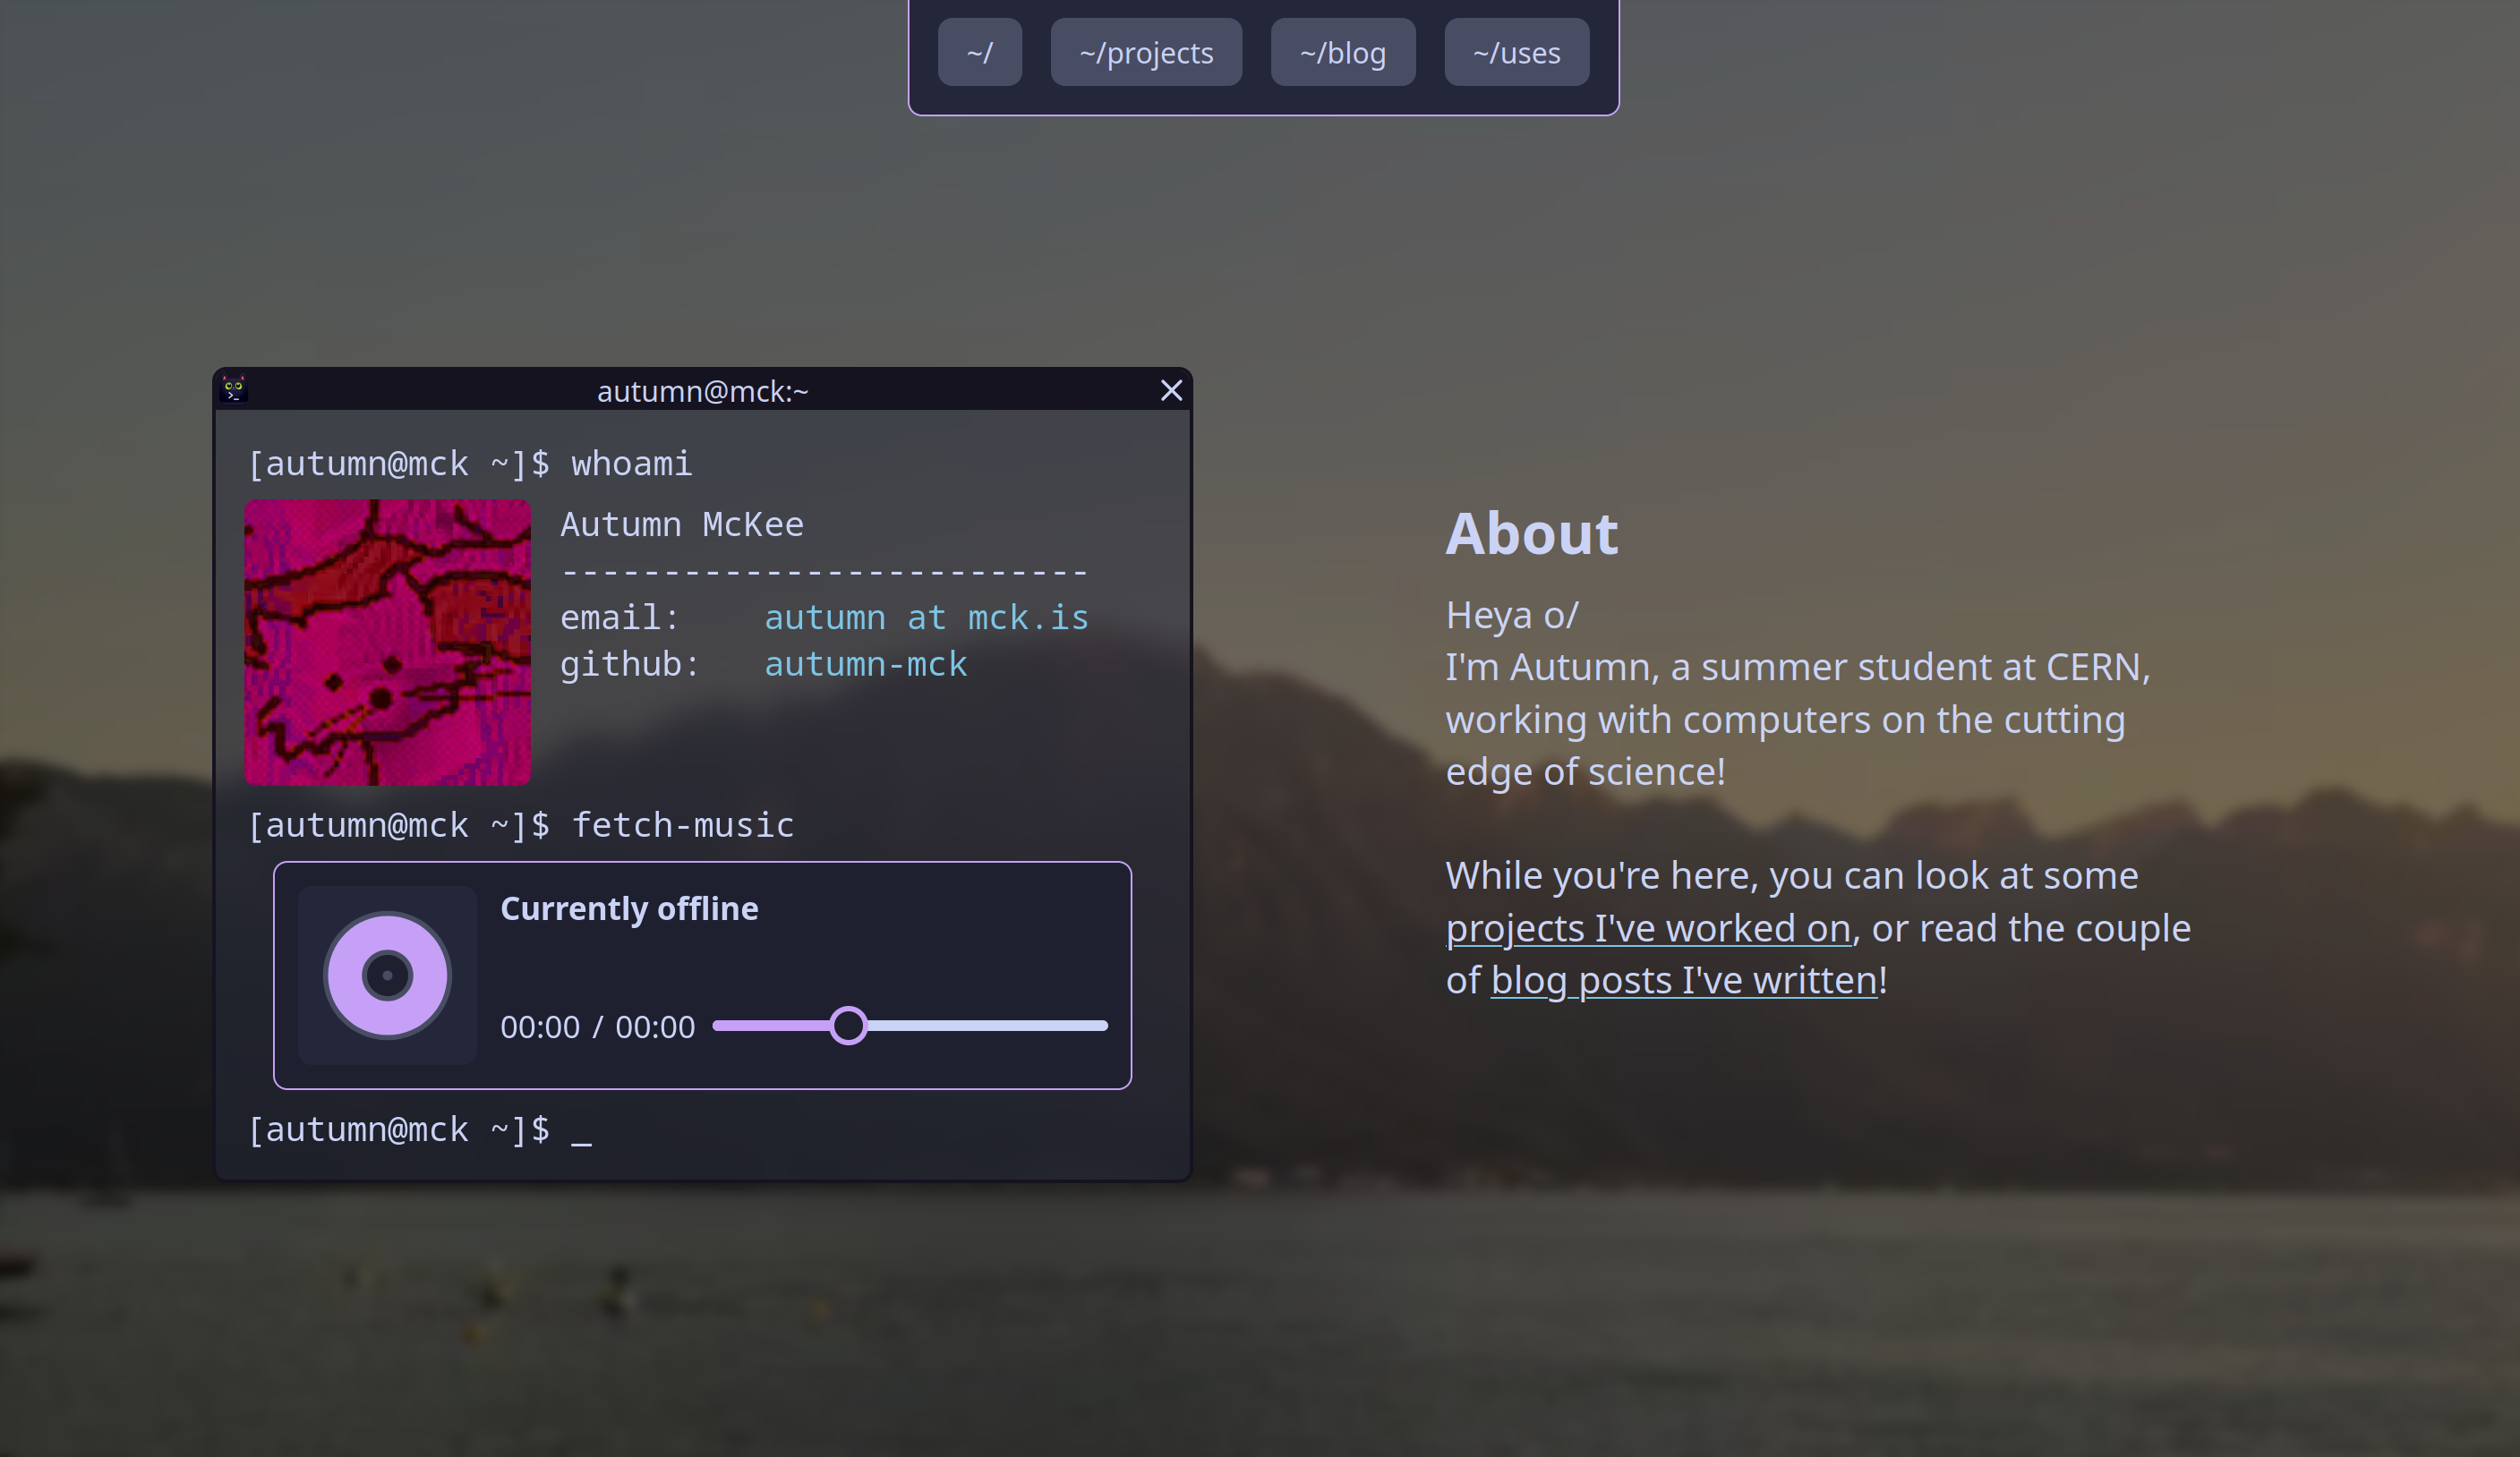 ~/ ~/projects ~/blog ~/uses
autumn@mck:~
[autumn@mck ~]$ whoami
Autumn McKee
--------------------------
email: autumn at mck.is
github: autumn-mck
[autumn@mck ~]$ fetch-music
Currently offline
00:00 / 00:00
[autumn@mck ~]$ _
About
Heya o/
I'm Autumn, a summer student at CERN,
working with computers on the cutting
edge of science!
While you're here, you can look at some
projects I've worked on, or read the couple
of blog posts I've written!